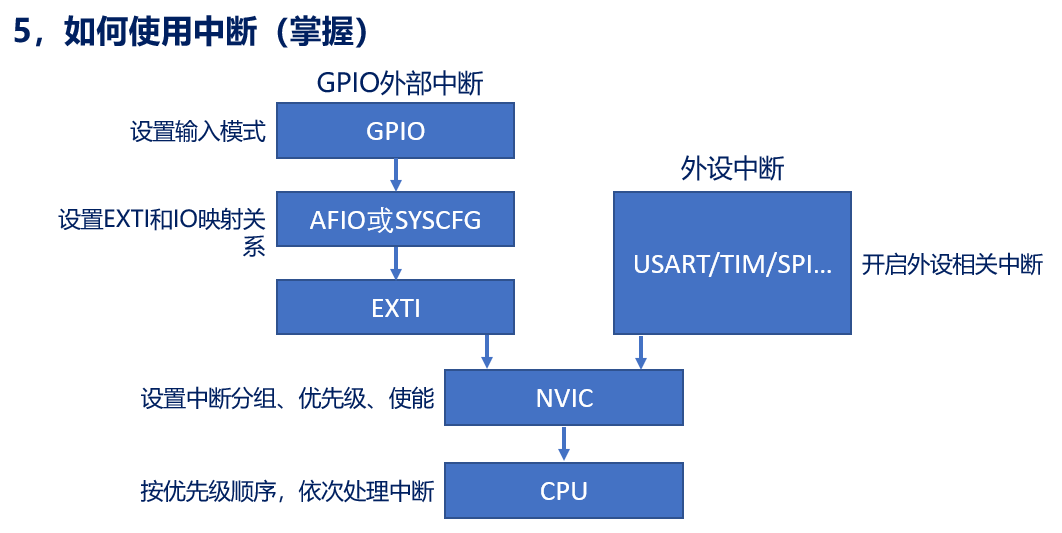 5，如何使用中断（掌握）
GPIO外部中断
设置输入模式
GPIO
外设中断
设置EXTI和IO映射关
系
AFIO或SYSCFG
USART/TIM/SPI...
开启外设相关中断
EXTI
设置中断分组、优先级、使能
NVIC
按优先级顺序，依次处理中断
CPU